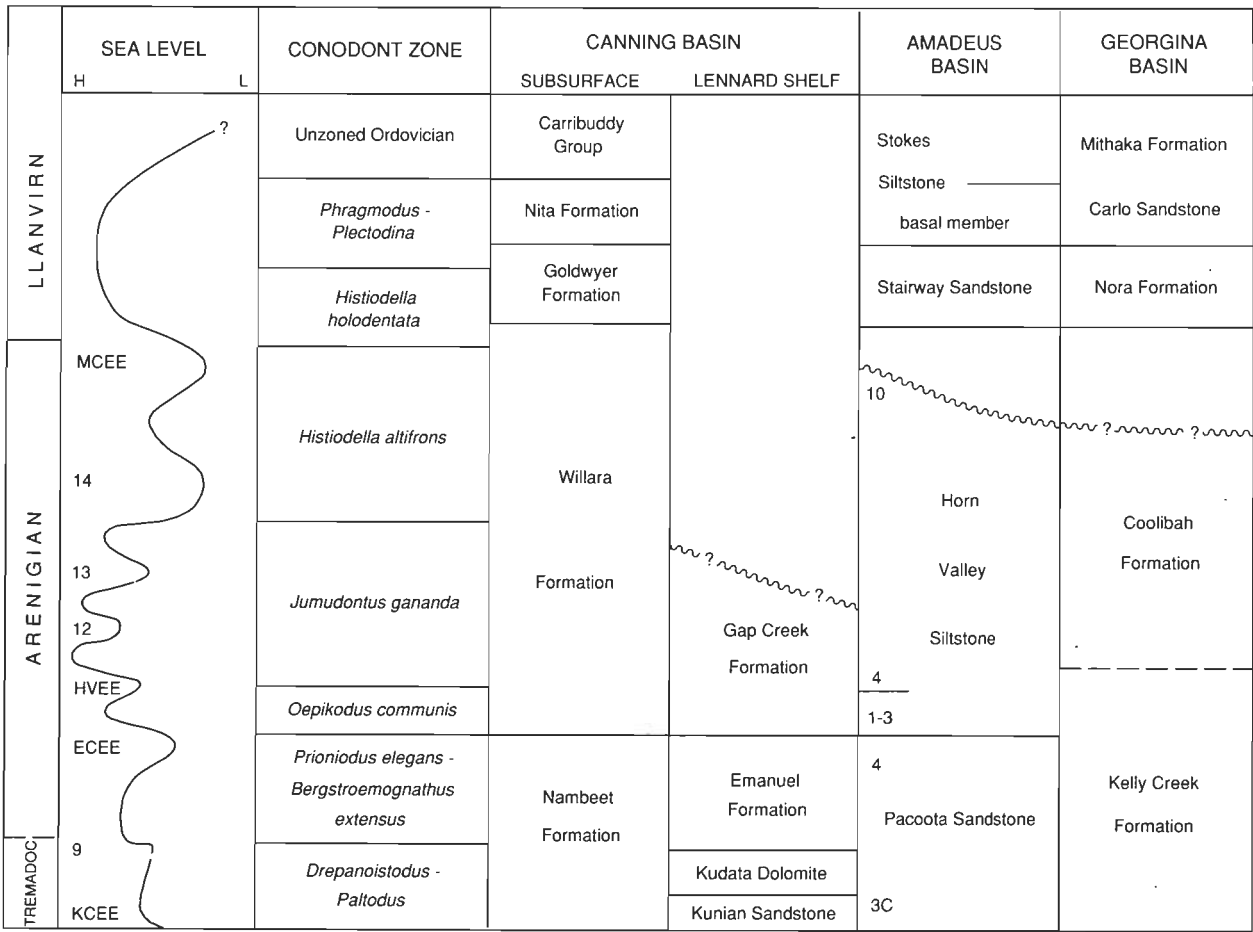 SEA LEVEL
H L
CONODONT ZONE
CANNING BASIN
SUBSURFACE LENNARD SHELF
AMADEUS
BASIN
GEORGINA
BASIN
LLANVIRN
ARENIGIAN
TREMADOC
?
MCEE
14
13
12
HVEE
ECEE
9
KCEE
Unzoned Ordovician
Phragmodus -
Plectodina
Histiodella
holodentata
Histiodella altifrons
Jumudontus gananda
Oepikodus communis
Prioniodus elegans -
Bergstroemognathus
extensus
Drepanoistodus -
Paltodus
Carribuddy
Group
Nita Formation
Goldwyer
Formation
Willara
Formation
Nambeet
Formation
? ?
Gap Creek
Formation
Emanuel
Formation
Kudata Dolomite
Kunian Sandstone
Stokes
Siltstone
basal member
Stairway Sandstone
10
Horn
Valley
Siltstone
4
1-3
4
Pacoota Sandstone
3C
Mithaka Formation
Carlo Sandstone
Nora Formation
? ?
Coolibah
Formation
Kelly Creek
Formation